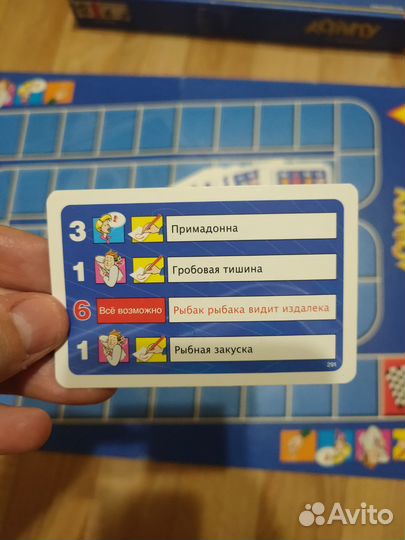 3 Примадонна
1 Гробовая тишина
6 Всё возможно Рыбак рыбака видит издалека
1 Рыбная закуска
291
Avito